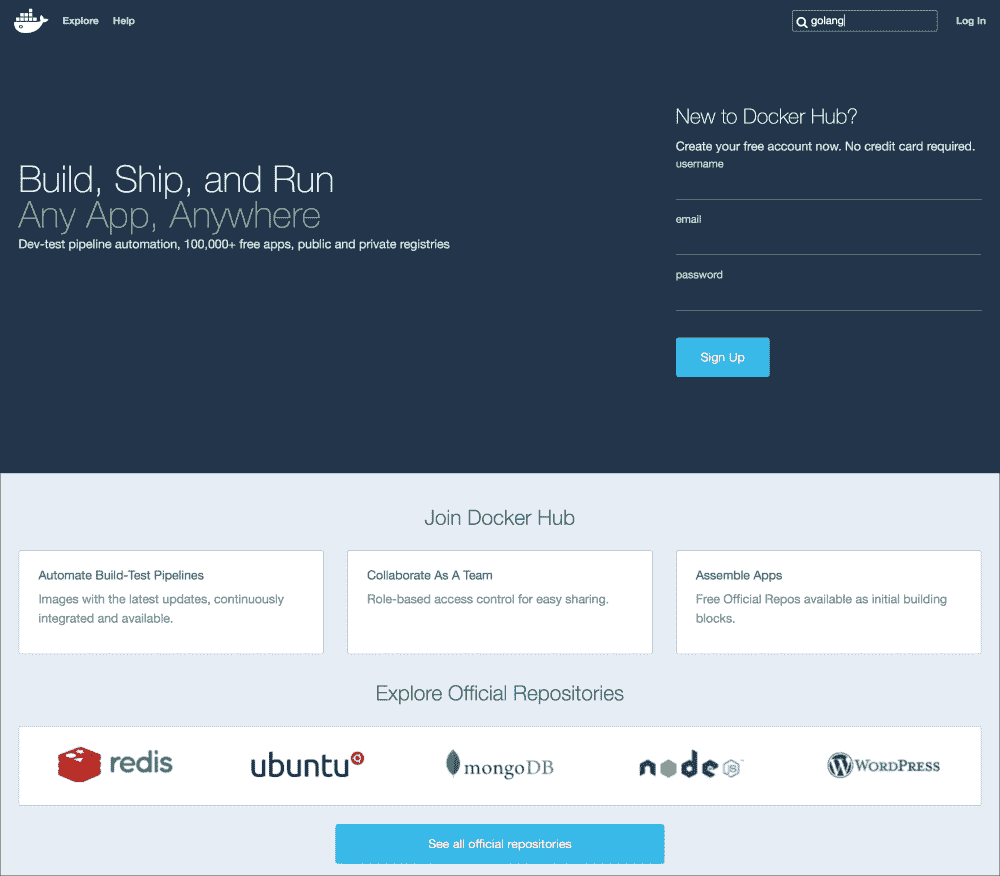 Explore Help golang Log In
Build, Ship, and Run
Any App, Anywhere
Dev-test pipeline automation, 100,000+ free apps, public and private registries
New to Docker Hub?
Create your free account now. No credit card required.
username
email
password
Sign Up
Join Docker Hub
Automate Build-Test Pipelines
Images with the latest updates, continuously
integrated and available.
Collaborate As A Team
Role-based access control for easy sharing.
Assemble Apps
Free Official Repos available as initial building
blocks.
Explore Official Repositories
redis ubuntu mongoDB node JS WORDPRESS
See all official repositories